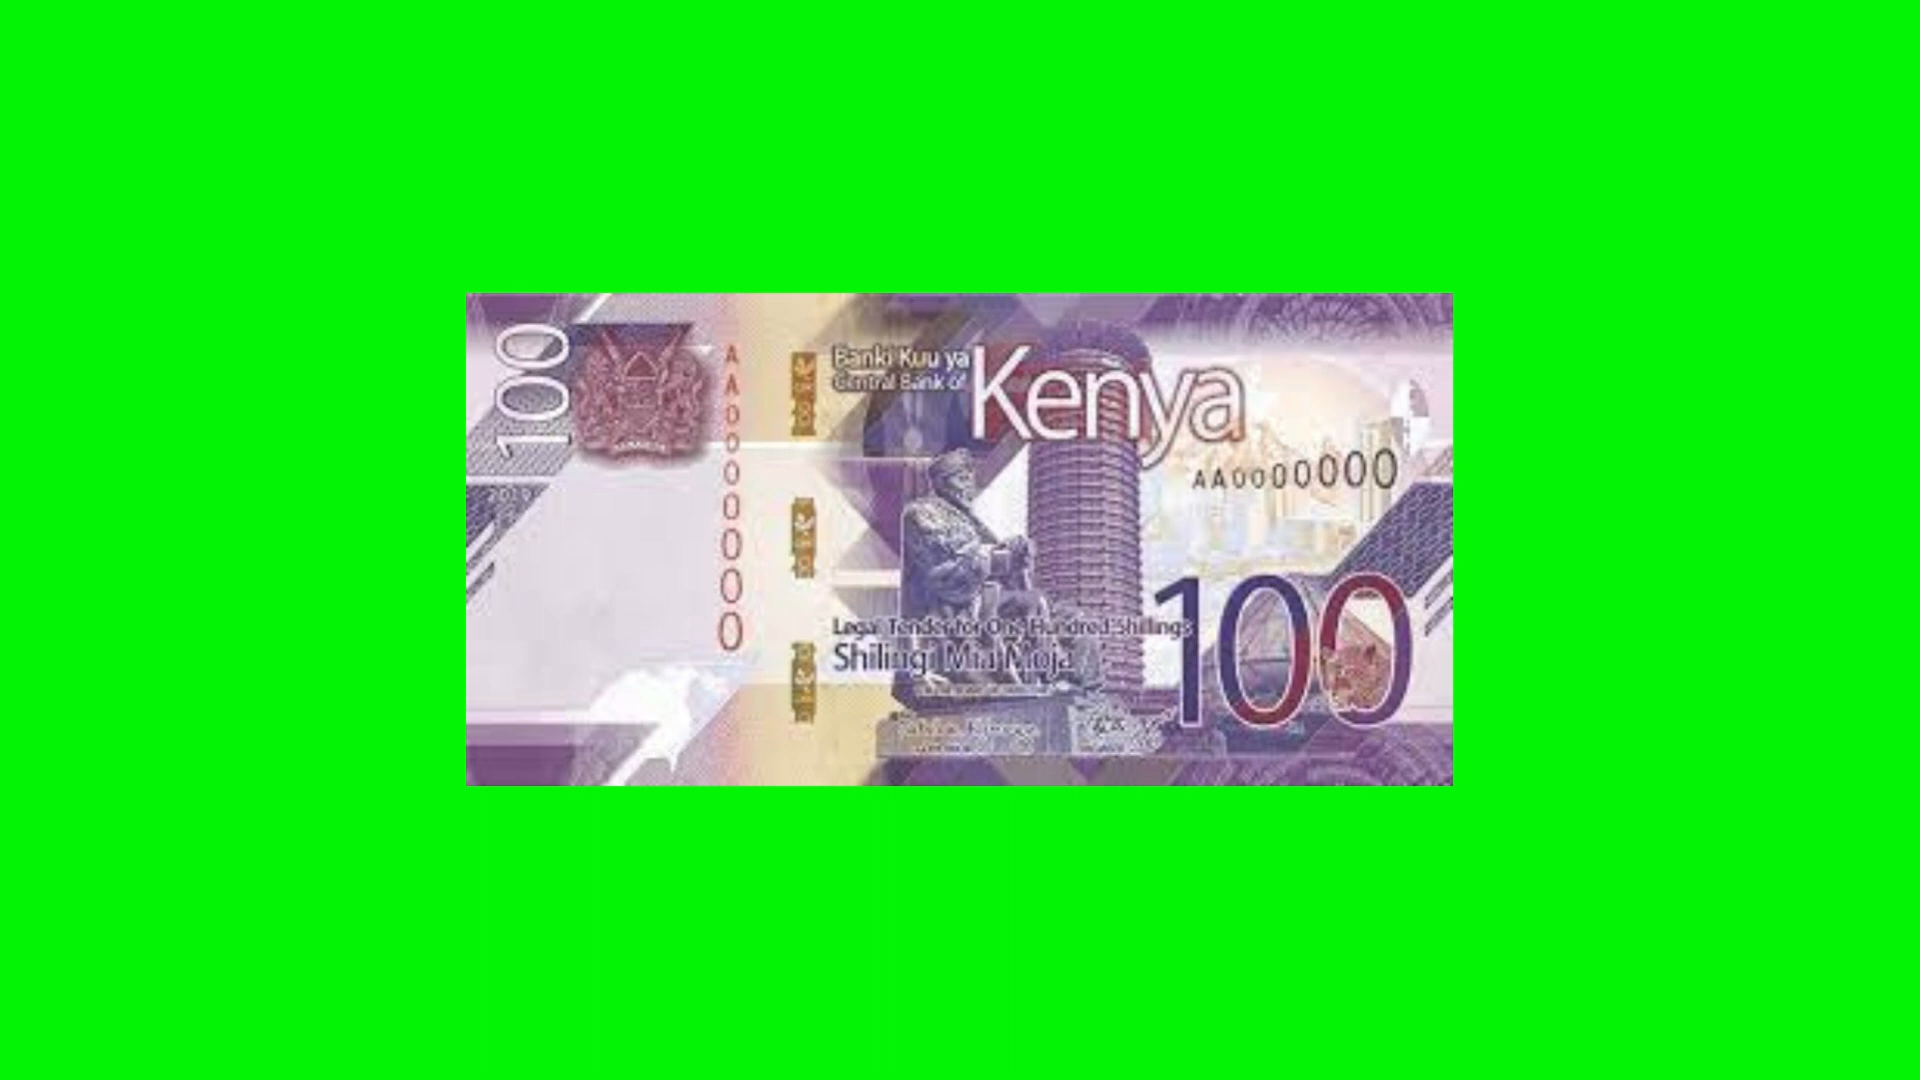 100
AA0000000
Banki Kuu ya
Central Bank of
Kenya
AA0000000
Legal Tender for One Hundred Shillings
Shilingi Mia Moja
100
2019